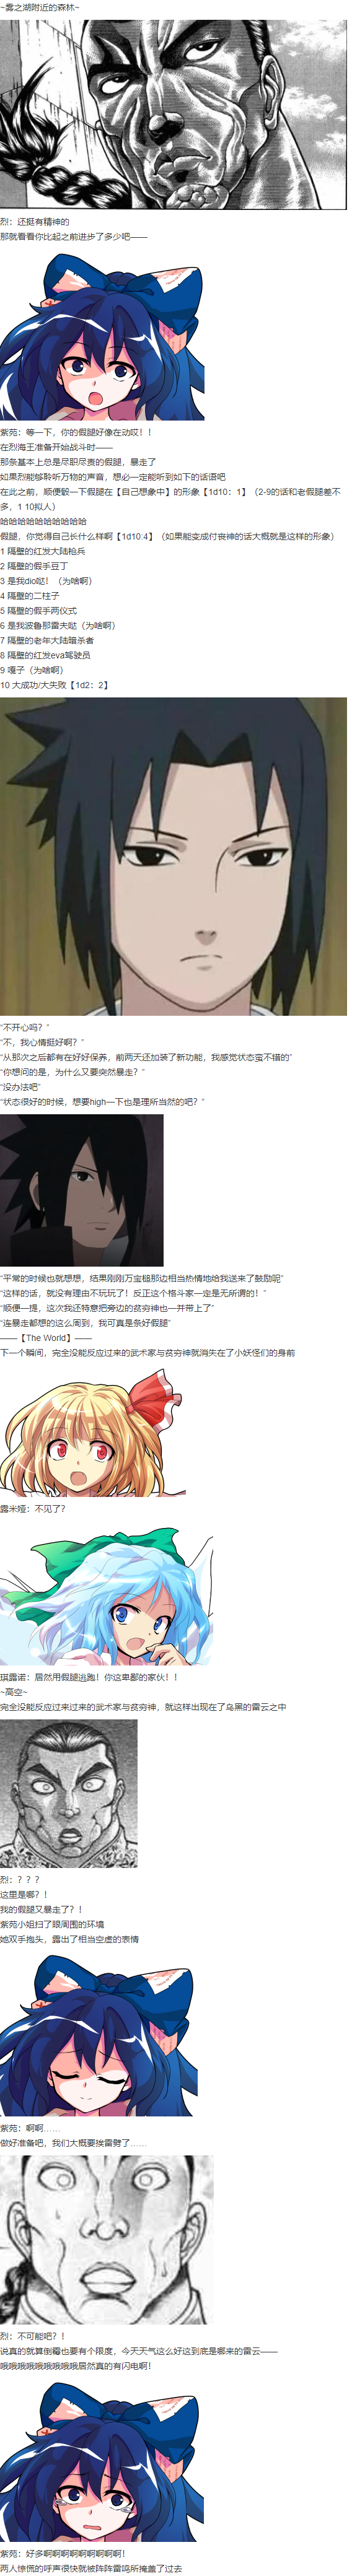 ~雾之湖附近的森林~
烈：还挺有精神的
那就看看你比起之前进步了多少吧——
紫苑：等一下，你的假腿好像在动哎！！
在烈海王准备开始战斗时——
那条基本上总是尽职尽责的假腿，暴走了
如果烈能够聆听万物的声音，想必一定能听到如下的话语吧
在此之前，顺便骰一下假腿在【自己想象中】的形象【1d10：1】（2-9的话和老假腿差不
多，1 10拟人）
哈哈哈哈哈哈哈哈哈哈
假腿，你觉得自己长什么样啊【1d10:4】（如果能变成付丧神的话大概就是这样的形象）
1 隔壁的红发大陆枪兵
2 隔壁的假手豆丁
3 是我dio哒！（为啥啊）
4 隔壁的二柱子
5 隔壁的假手两仪式
6 是我波鲁那雷夫哒（为啥啊）
7 隔壁的老年大陆暗杀者
8 隔壁的红发eva驾驶员
9 嘎子（为啥啊）
10 大成功/大失败【1d2：2】
“不开心吗？”
“不，我心情挺好啊？”
“从那次之后都有在好好保养，前两天还加装了新功能，我感觉状态蛮不错的”
“你想问的是，为什么又要突然暴走？”
“没办法吧”
“状态很好的时候，想要high一下也是理所当然的吧？”
“平常的时候也就想想，结果刚刚万宝槌那边相当热情地给我送来了鼓励呢”
“这样的话，就没有理由不玩玩了！反正这个格斗家一定是无所谓的！”
“顺便一提，这次我还特意把旁边的贫穷神也一并带上了”
“连暴走都想的这么周到，我可真是条好假腿”
——【The World】——
下一个瞬间，完全没能反应过来的武术家与贫穷神就消失在了小妖怪们的身前
露米娅：不见了？
琪露诺：居然用假腿逃跑！你这卑鄙的家伙！！
~高空~
完全没能反应过来过来的武术家与贫穷神，就这样出现在了乌黑的雷云之中
烈：？？？
这里是哪？！
我的假腿又暴走了？！
紫苑小姐扫了眼周围的环境
她双手抱头，露出了相当空虚的表情
紫苑：啊啊……
做好准备吧，我们大概要挨雷劈了……
烈：不可能吧？！
说真的就算倒霉也要有个限度，今天天气这么好这到底是哪来的雷云——
哦哦哦哦哦哦哦哦哦居然真的有闪电啊！
紫苑：好多啊啊啊啊啊啊啊啊啊！
两人惊慌的呼声很快就被阵阵雷鸣所掩盖了过去